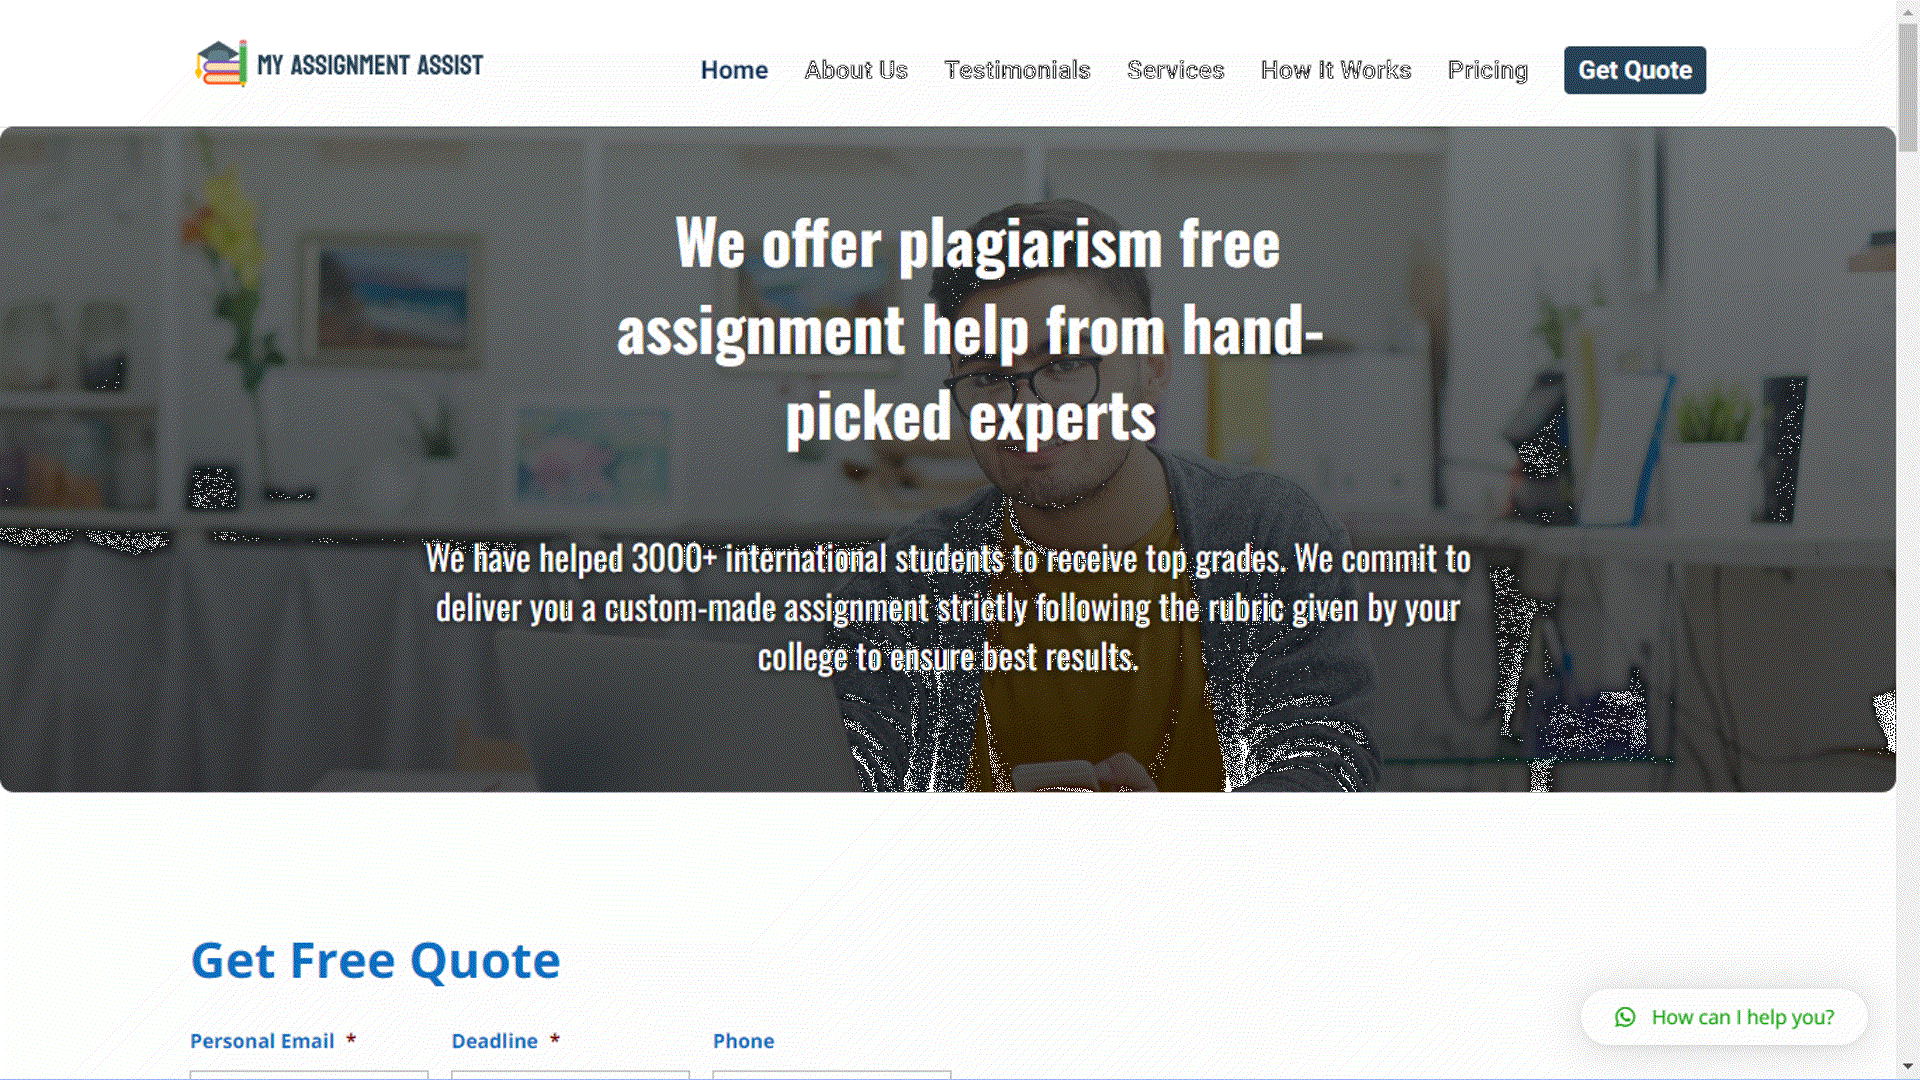 MY ASSIGNMENT ASSIST
Home About Us Testimonials Services How It Works Pricing Get Quote
We offer plagiarism free
assignment help from hand-
picked experts
We have helped 3000+ international students to receive top grades. We commit to
deliver you a custom-made assignment strictly following the rubric given by your
college to ensure best results.
Get Free Quote
Personal Email * Deadline * Phone
How can I help you?